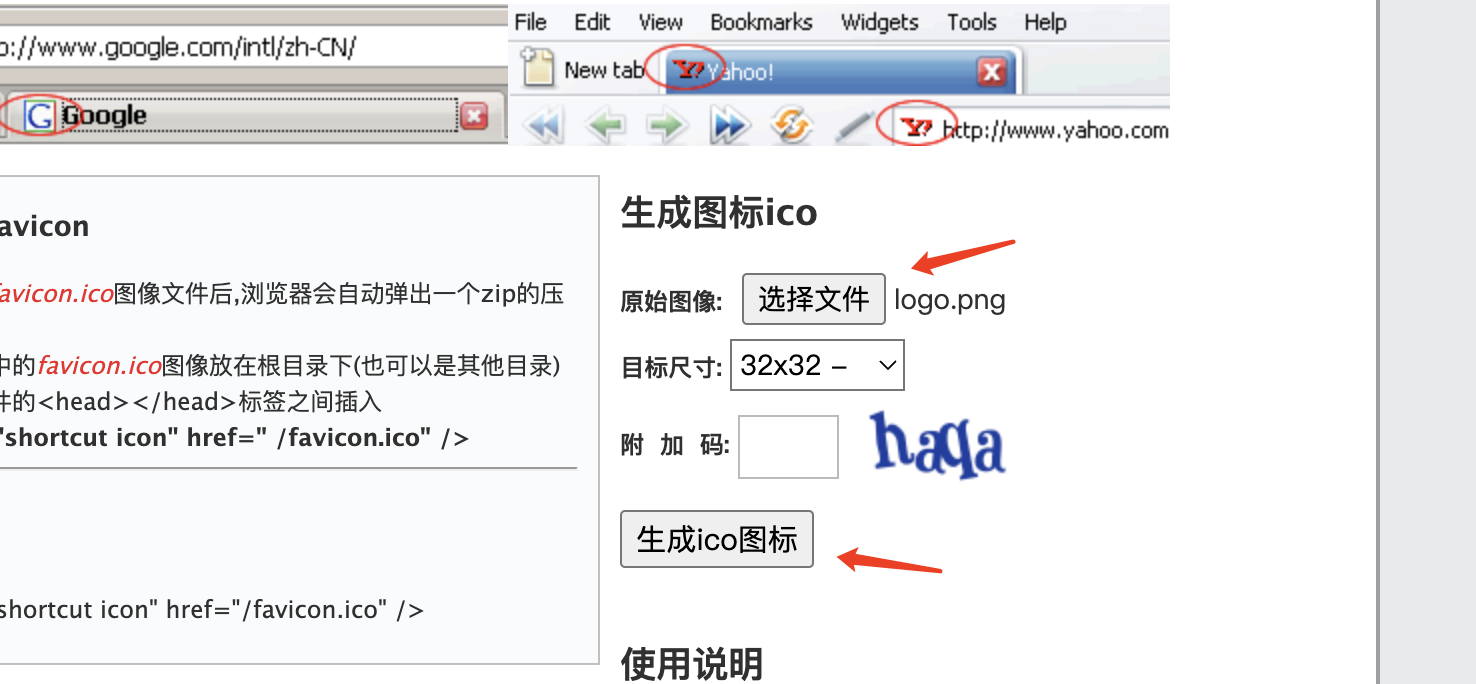 File Edit View Bookmarks Widgets Tools Help
p://www.google.com/intl/zh-CN/
New tab
Yahoo!
Google
http://www.yahoo.com
avicon
favicon.ico图像文件后,浏览器会自动弹出一个zip的压
中的favicon.ico图像放在根目录下(也可以是其他目录)
件的<head></head>标签之间插入
"shortcut icon" href=" /favicon.ico" />
shortcut icon" href="/favicon.ico" />
生成图标ico
原始图像: 选择文件 logo.png
目标尺寸: 32x32 –
附 加 码: haqa
生成ico图标
使用说明